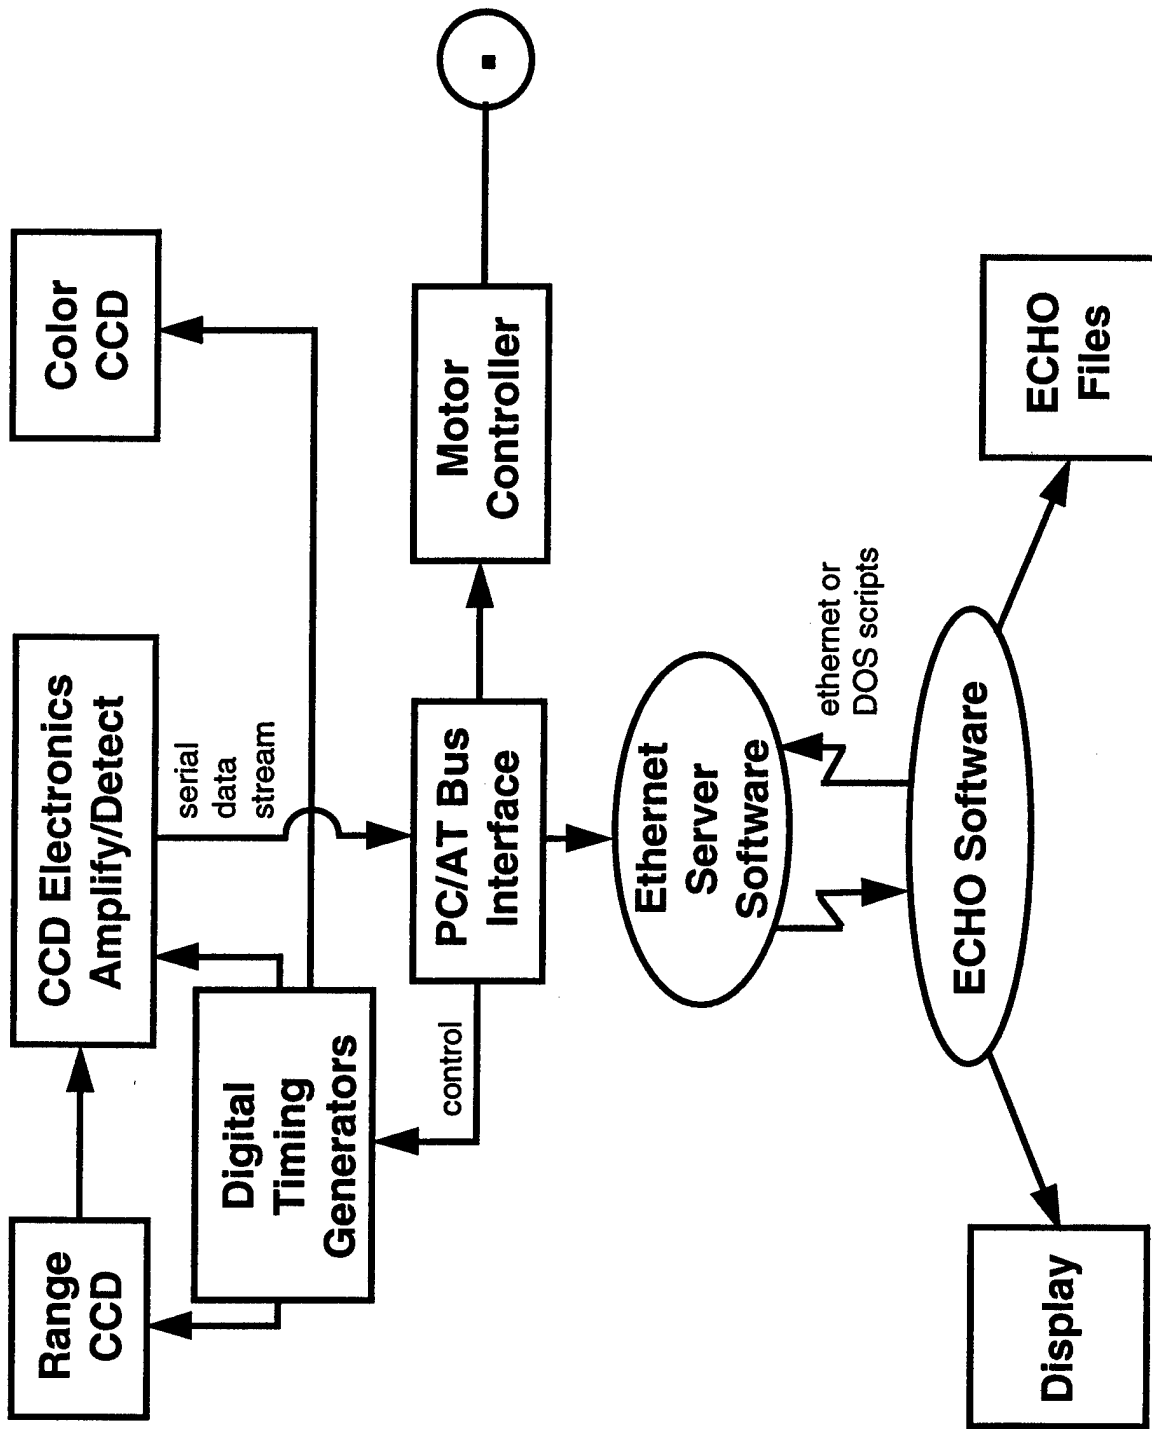 Range
CCD
CCD Electronics
Amplify/Detect
Color
CCD
Digital
Timing
Generators
serial
data
stream
control
PC/AT Bus
Interface
Motor
Controller
Ethernet
Server
Software
ethernet or
DOS scripts
ECHO Software
Display
ECHO
Files